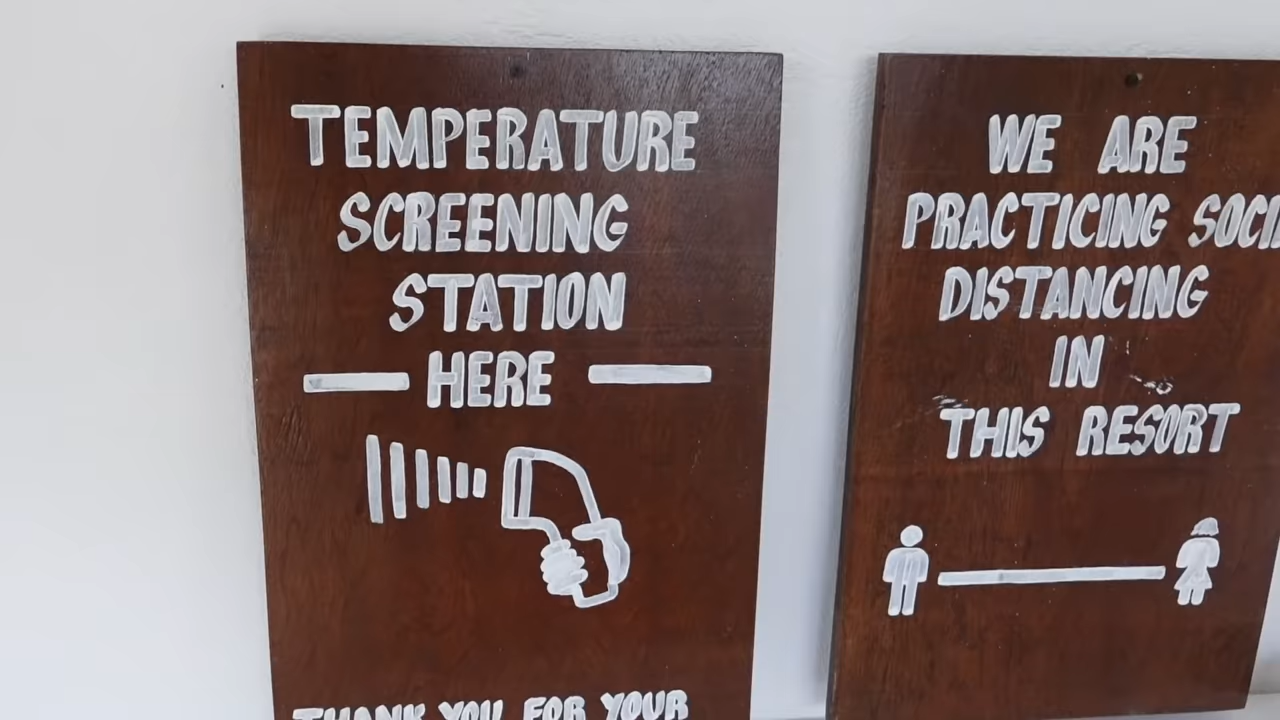 TEMPERATURE
SCREENING
STATION
HERE
THANK YOU FOR YOUR
WE ARE
PRACTICING SOCI
DISTANCING
IN
THIS RESORT